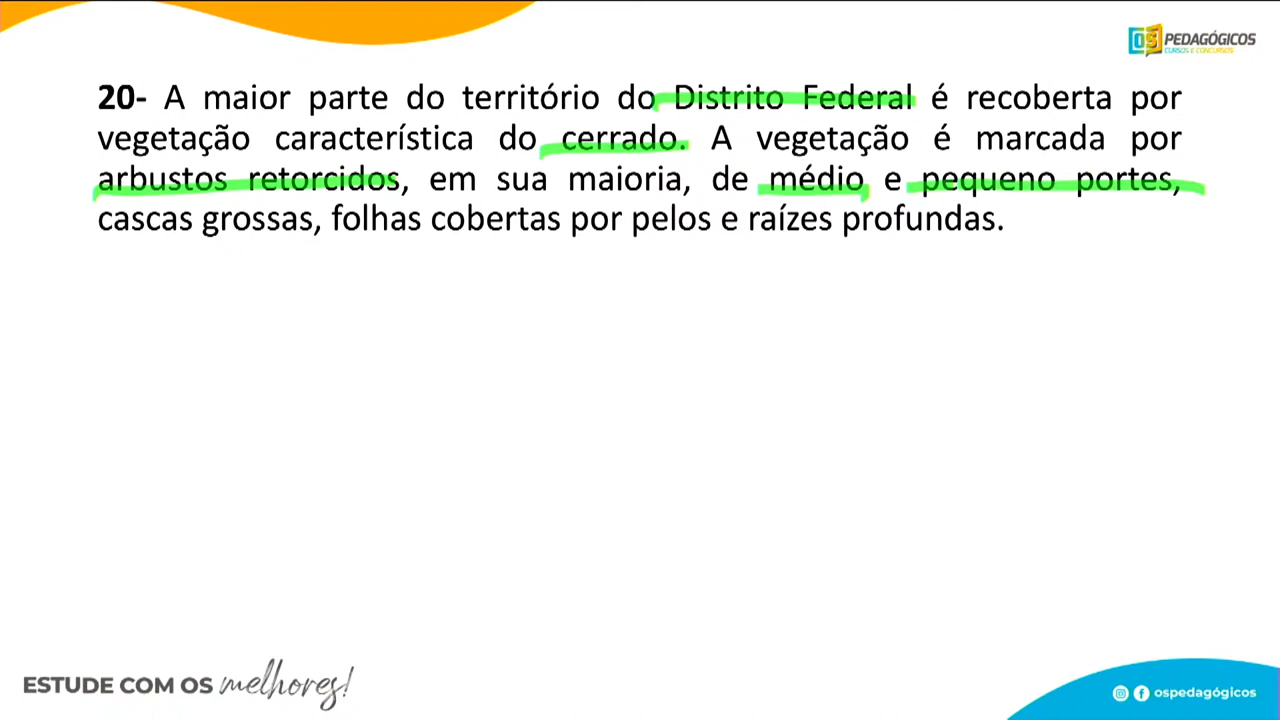 OS PEDAGÓGICOS
CURSOS E CONCURSOS
20- A maior parte do território do Distrito Federal é recoberta por
vegetação característica do cerrado. A vegetação é marcada por
arbustos retorcidos, em sua maioria, de médio e pequeno portes,
cascas grossas, folhas cobertas por pelos e raízes profundas.
ESTUDE COM OS melhores!
ospedagógicos